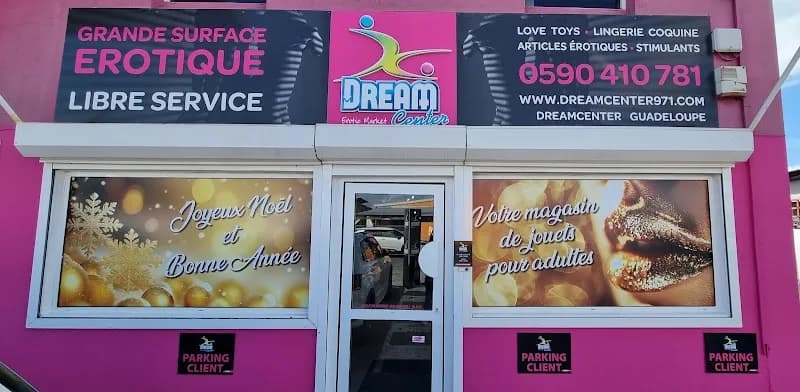 GRANDE SURFACE
EROTIQUE
LIBRE SERVICE
DREAM
Erotic Market Center
LOVE TOYS • LINGERIE COQUINE
ARTICLES ÉROTIQUES • STIMULANTS
0590 410 781
WWW.DREAMCENTER971.COM
DREAMCENTER GUADELOUPE
Joyeux Noël
et
Bonne Année
Votre magasin
de jouets
pour adultes
PARKING
CLIENT
PARKING
CLIENT
PARKING
CLIENT